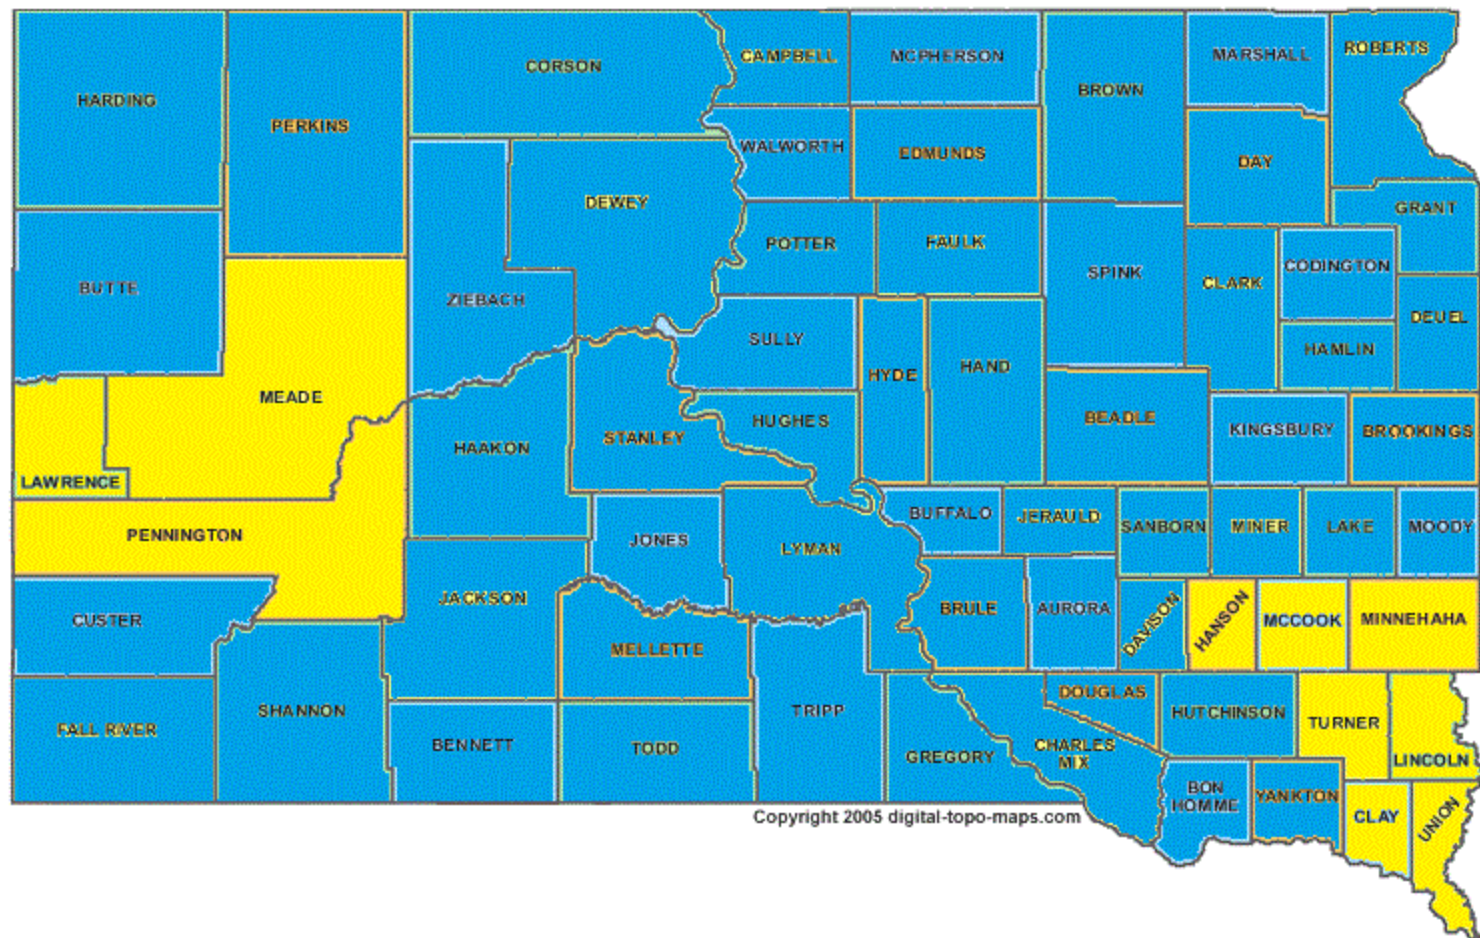 CORSON
CAMPBELL
MCPHERSON
MARSHALL
ROBERTS
HARDING
PERKINS
BROWN
WALWORTH
EDMUNDS
DAY
DEWEY
GRANT
POTTER
FAULK
BUTTE
ZIEBACH
SPINK
CLARK
CODINGTON
DEUEL
SULLY
HAMLIN
HYDE
HAND
MEADE
HUGHES
BEADLE
KINGSBURY
BROOKINGS
STANLEY
HAAKON
LAWRENCE
PENNINGTON
JONES
LYMAN
BUFFALO
JERAULD
SANBORN
MINER
LAKE
MOODY
CUSTER
JACKSON
MELLETTE
BRULE
AURORA
DAVISON
HANSON
MCCOOK
MINNEHAHA
FALL RIVER
SHANNON
BENNETT
TODD
TRIPP
GREGORY
DOUGLAS
CHARLES
MIX
HUTCHINSON
TURNER
LINCOLN
BON
HOMME
YANKTON
CLAY
UNION
Copyright 2005 digital-topo-maps.com